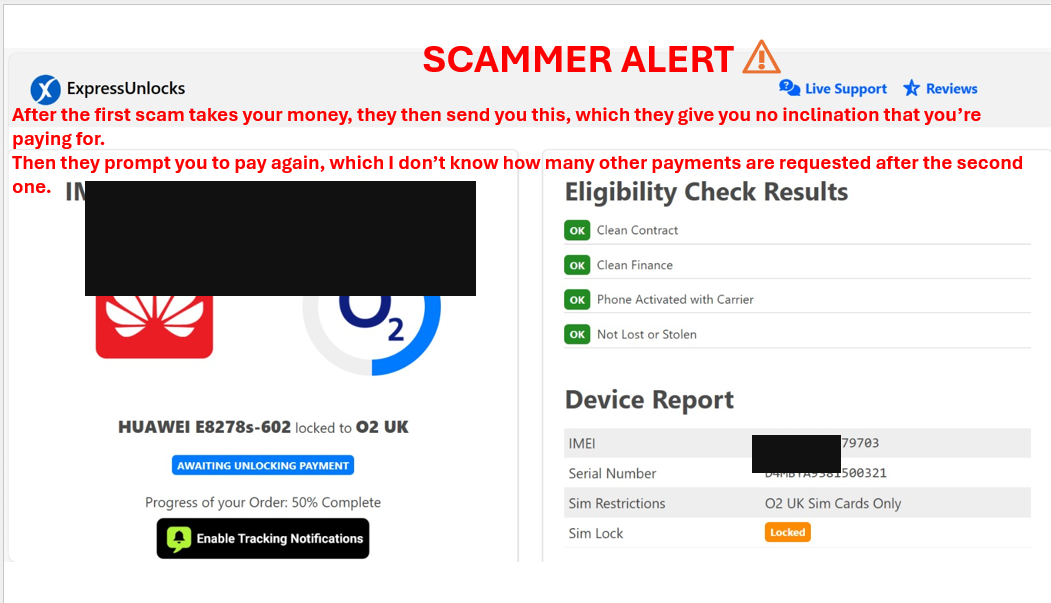 SCAMMER ALERT
ExpressUnlocks
Live Support
Reviews
After the first scam takes your money, they then send you this, which they give you no inclination that you're
paying for.
Then they prompt you to pay again, which I don't know how many other payments are requested after the second
one.
O2
HUAWEI E8278s-602 locked to O2 UK
AWAITING UNLOCKING PAYMENT
Progress of your Order: 50% Complete
Enable Tracking Notifications
Eligibility Check Results
OK Clean Contract
OK Clean Finance
OK Phone Activated with Carrier
OK Not Lost or Stolen
Device Report
IMEI 79703
Serial Number 500321
Sim Restrictions O2 UK Sim Cards Only
Sim Lock Locked